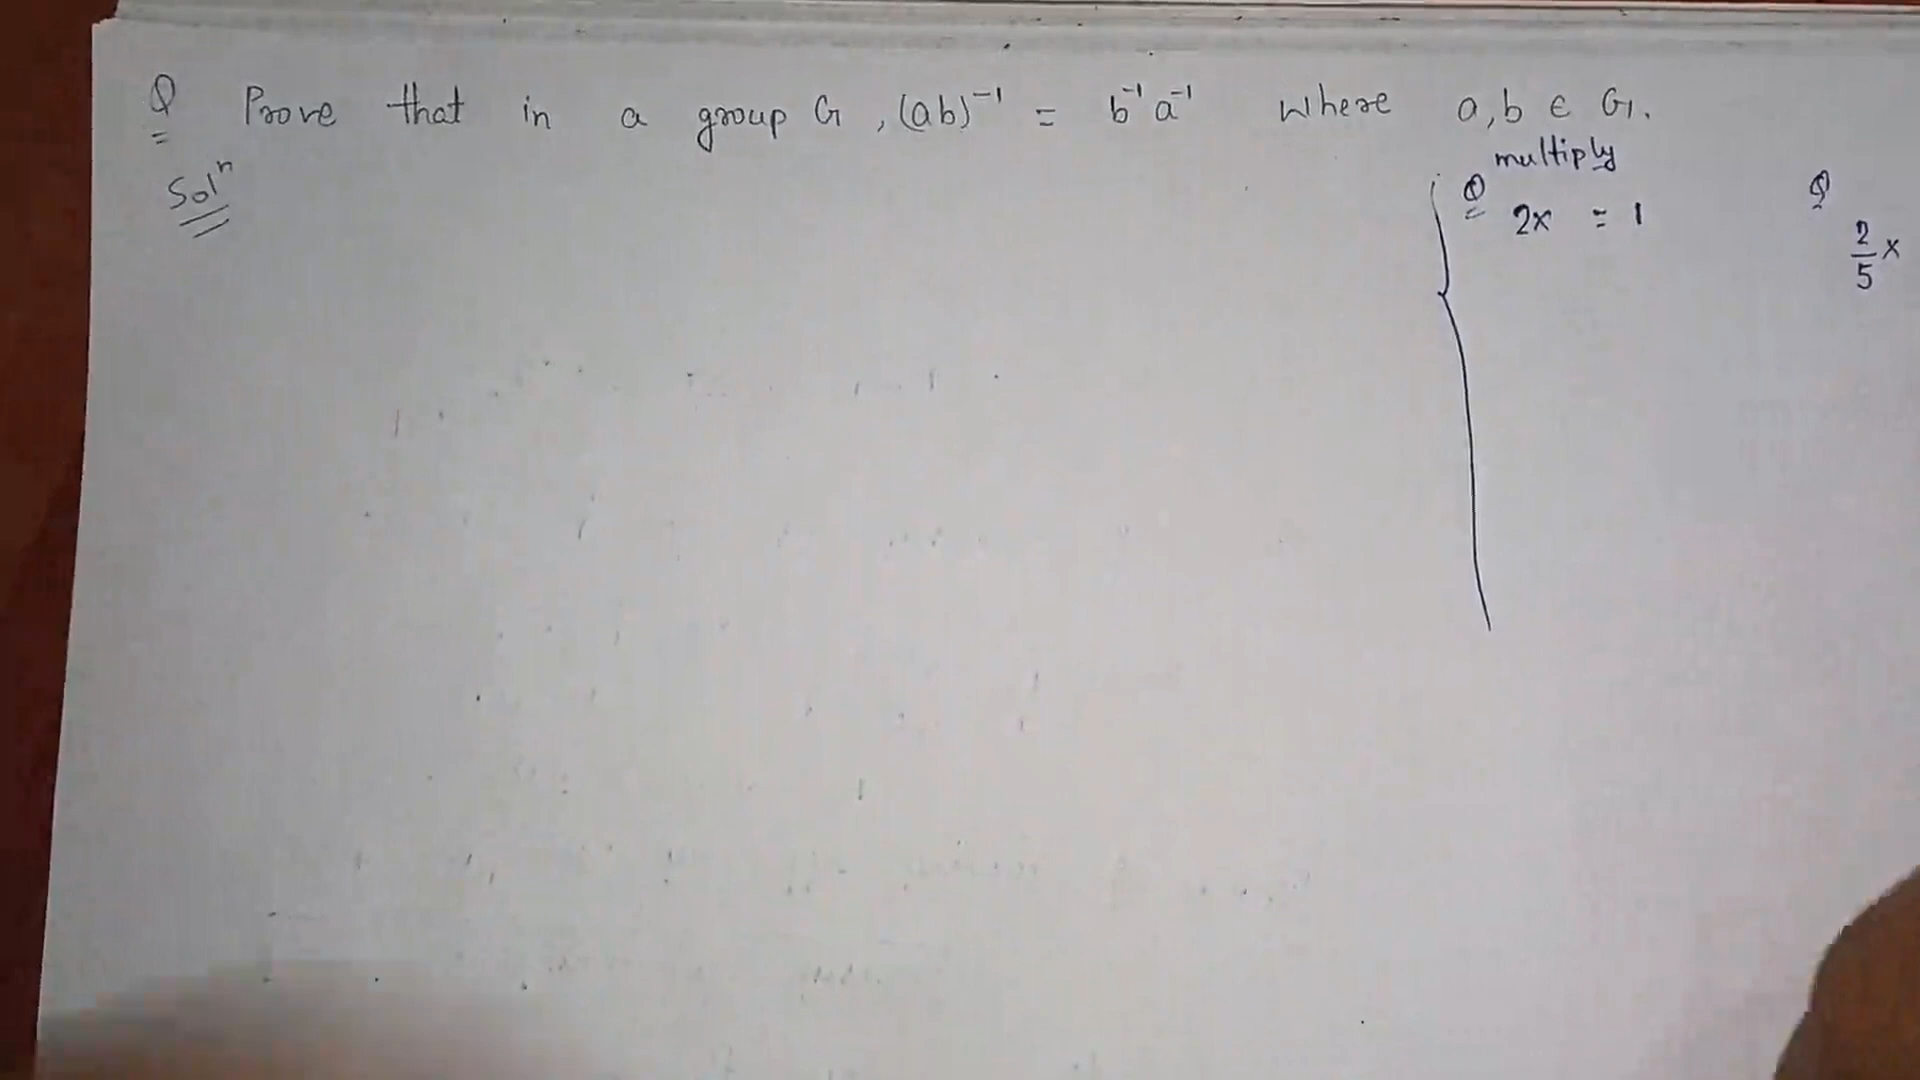 Q Prove that in a group G, (ab)⁻¹ = b⁻¹a⁻¹ where a,b ∈ G.
Solⁿ
multiply
Q 2x = 1
Q 2/5 x